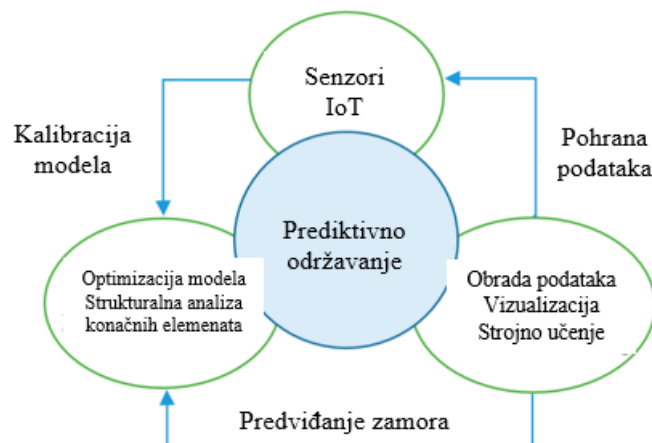 Senzori
IoT
Kalibracija
modela
Pohrana
podataka
Prediktivno
održavanje
Optimizacija modela
Strukturalna analiza
konačnih elemenata
Obrada podataka
Vizualizacija
Strojno učenje
Predviđanje zamora